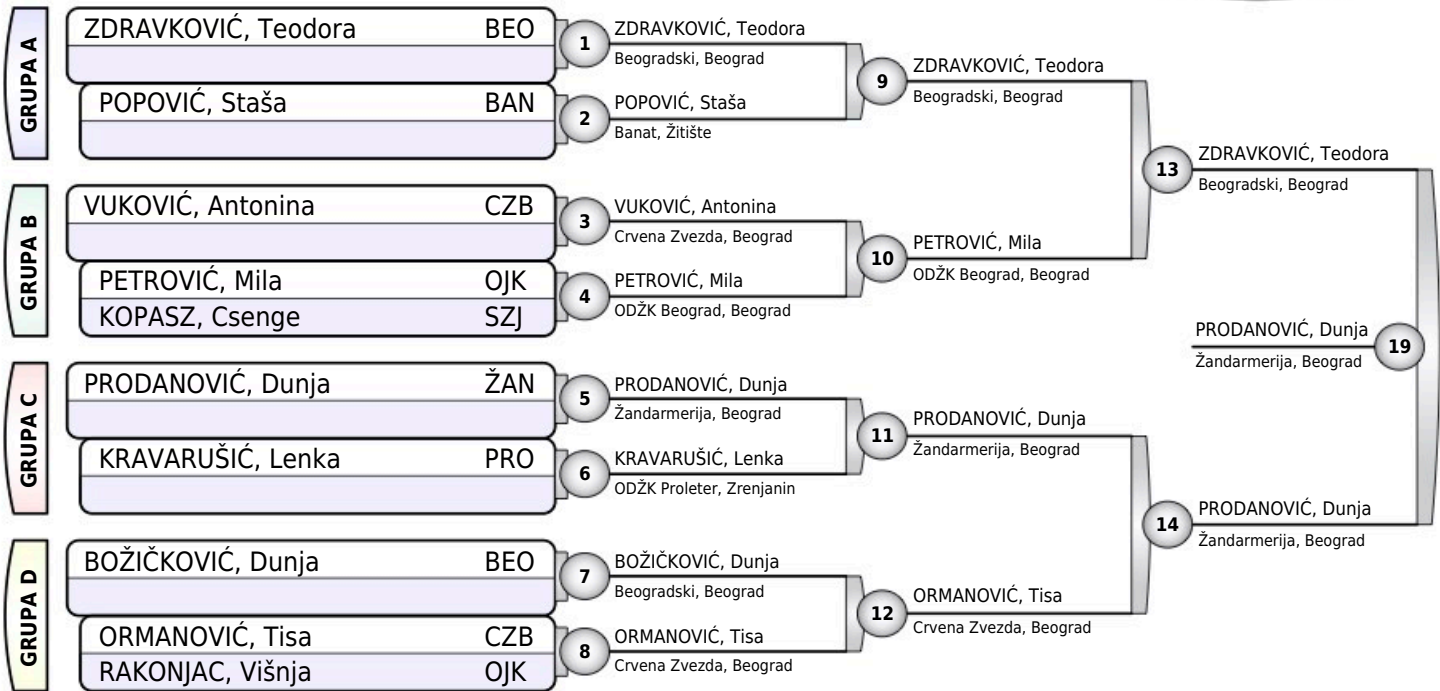 GRUPA A
ZDRAVKOVIĆ, Teodora BEO
POPOVIĆ, Staša BAN
GRUPA B
VUKOVIĆ, Antonina CZB
PETROVIĆ, Mila OJK
KOPASZ, Csenge SZJ
GRUPA C
PRODANOVIĆ, Dunja ŽAN
KRAVARUŠIĆ, Lenka PRO
GRUPA D
BOŽIČKOVIĆ, Dunja BEO
ORMANOVIĆ, Tisa CZB
RAKONJAC, Višnja OJK
1 ZDRAVKOVIĆ, Teodora
Beogradski, Beograd
2 POPOVIĆ, Staša
Banat, Žitište
3 VUKOVIĆ, Antonina
Crvena Zvezda, Beograd
4 PETROVIĆ, Mila
ODŽK Beograd, Beograd
5 PRODANOVIĆ, Dunja
Žandarmerija, Beograd
6 KRAVARUŠIĆ, Lenka
ODŽK Proleter, Zrenjanin
7 BOŽIČKOVIĆ, Dunja
Beogradski, Beograd
8 ORMANOVIĆ, Tisa
Crvena Zvezda, Beograd
9 ZDRAVKOVIĆ, Teodora
Beogradski, Beograd
10 PETROVIĆ, Mila
ODŽK Beograd, Beograd
11 PRODANOVIĆ, Dunja
Žandarmerija, Beograd
12 ORMANOVIĆ, Tisa
Crvena Zvezda, Beograd
13 ZDRAVKOVIĆ, Teodora
Beogradski, Beograd
14 PRODANOVIĆ, Dunja
Žandarmerija, Beograd
PRODANOVIĆ, Dunja 19
Žandarmerija, Beograd